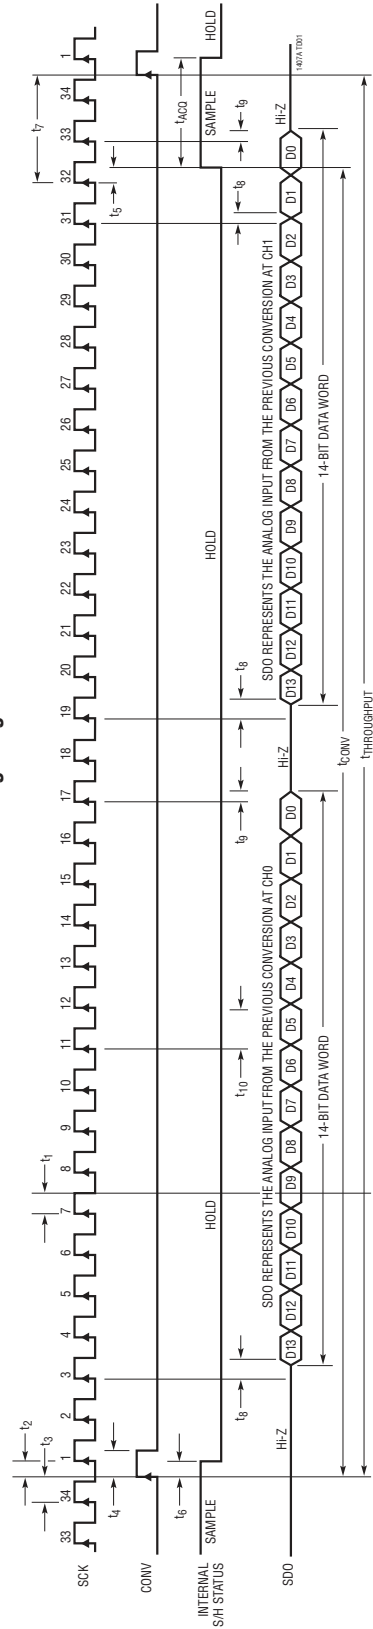 t2
t3
t1
t7
33 34 1 2 3 4 5 6 7 8 9 10 11 12 13 14 15 16 17 18 19 20 21 22 23 24 25 26 27 28 29 30 31 32 33 34 1
SCK
t4
t5
CONV
t6
tACQ
INTERNAL
S/H STATUS
SAMPLE
HOLD
HOLD
SAMPLE
HOLD
t8
t10
t9
t8
t8
t9
SDO REPRESENTS THE ANALOG INPUT FROM THE PREVIOUS CONVERSION AT CH0
SDO REPRESENTS THE ANALOG INPUT FROM THE PREVIOUS CONVERSION AT CH1
Hi-Z
Hi-Z
Hi-Z
SDO
D13 D12 D11 D10 D9 D8 D7 D6 D5 D4 D3 D2 D1 D0
D13 D12 D11 D10 D9 D8 D7 D6 D5 D4 D3 D2 D1 D0
1407A TD01
14-BIT DATA WORD
14-BIT DATA WORD
tCONV
tTHROUGHPUT